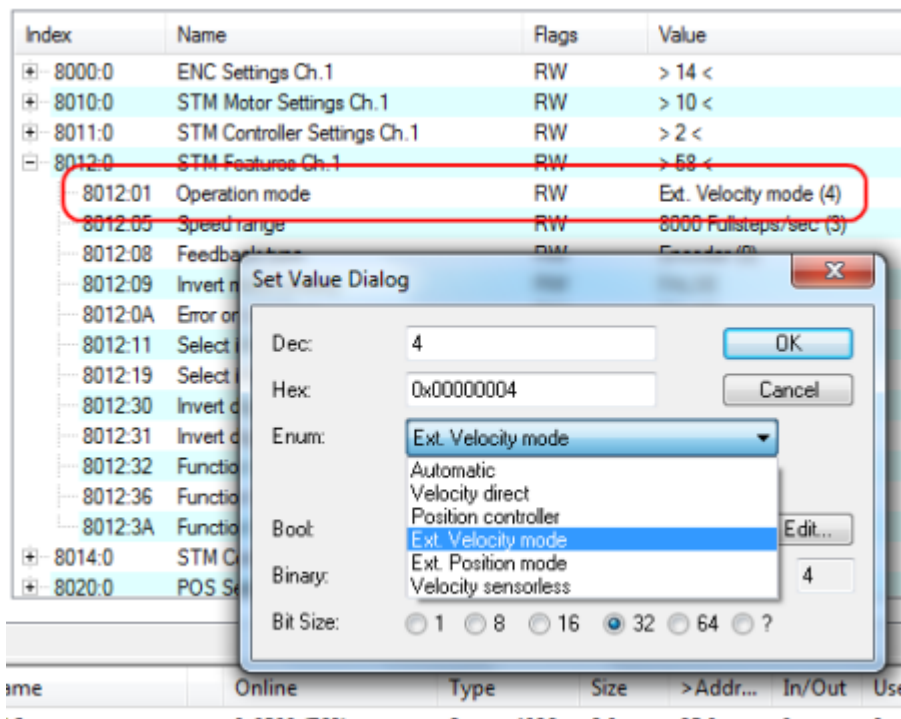 Index Name Flags Value
8000:0 ENC Settings Ch.1 RW > 14 <
8010:0 STM Motor Settings Ch.1 RW > 10 <
8011:0 STM Controller Settings Ch.1 RW > 2 <
8012:0 STM Features Ch.1 RW > 58 <
8012:01 Operation mode RW Ext. Velocity mode (4)
8012:05 Speed range RW 8000 Fullsteps/sec (3)
8012:08 RW
8012:09 Invert
8012:0A Error
8012:11 Select
8012:19 Select
8012:30 Invert
8012:31 Invert
8012:32
8012:36
8012:3A
8014:0 STM
8020:0 POS
Set Value Dialog
Dec: 4 OK
Hex: 0x00000004 Cancel
Enum: Ext. Velocity mode
Automatic
Velocity direct
Position controller
Ext. Velocity mode
Ext. Position mode
Velocity sensorless
Bool: Edit...
Binary: 4
Bit Size: 1 8 16 32 64 ?
ame Online Type Size >Addr... In/Out Use